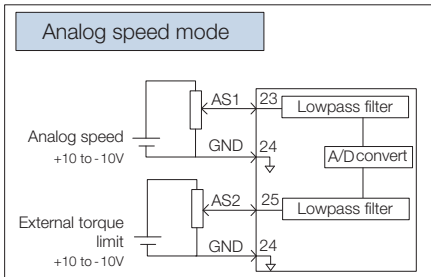 Analog speed mode
AS1 23 Lowpass filter
Analog speed
+10 to -10V
GND 24
A/D convert
AS2 25 Lowpass filter
External torque
limit
+10 to -10V
GND 24